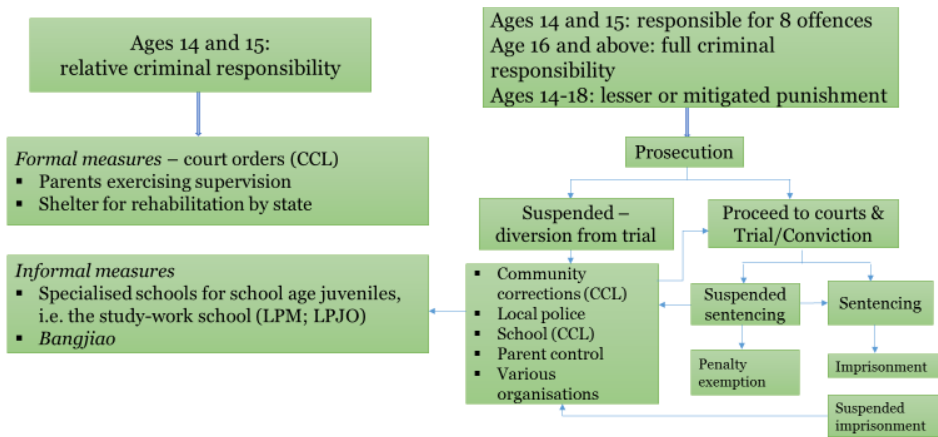 Ages 14 and 15:
relative criminal responsibility
Formal measures – court orders (CCL)
▪ Parents exercising supervision
▪ Shelter for rehabilitation by state
Informal measures
▪ Specialised schools for school age juveniles,
i.e. the study-work school (LPM; LPJO)
▪ Bangjiao
Ages 14 and 15: responsible for 8 offences
Age 16 and above: full criminal
responsibility
Ages 14-18: lesser or mitigated punishment
Prosecution
Suspended –
diversion from trial
Proceed to courts &
Trial/Conviction
▪ Community
corrections (CCL)
▪ Local police
▪ School (CCL)
▪ Parent control
▪ Various
organisations
Suspended
sentencing
Sentencing
Penalty
exemption
Imprisonment
Suspended
imprisonment